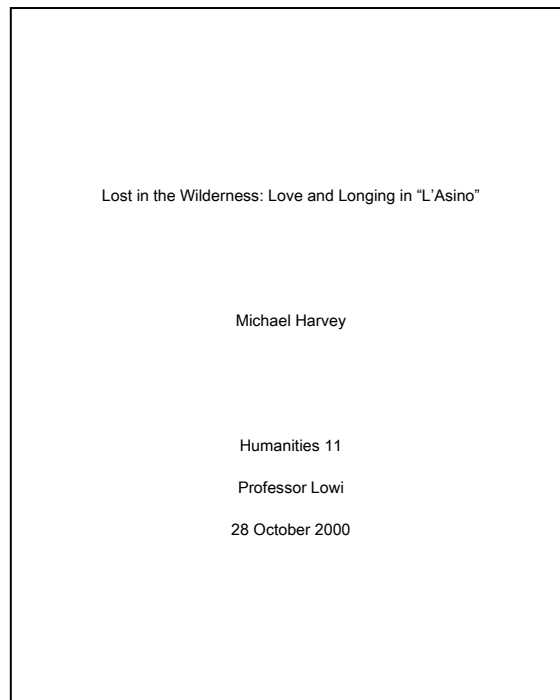 Lost in the Wilderness: Love and Longing in “L’Asino”
Michael Harvey
Humanities 11
Professor Lowi
28 October 2000